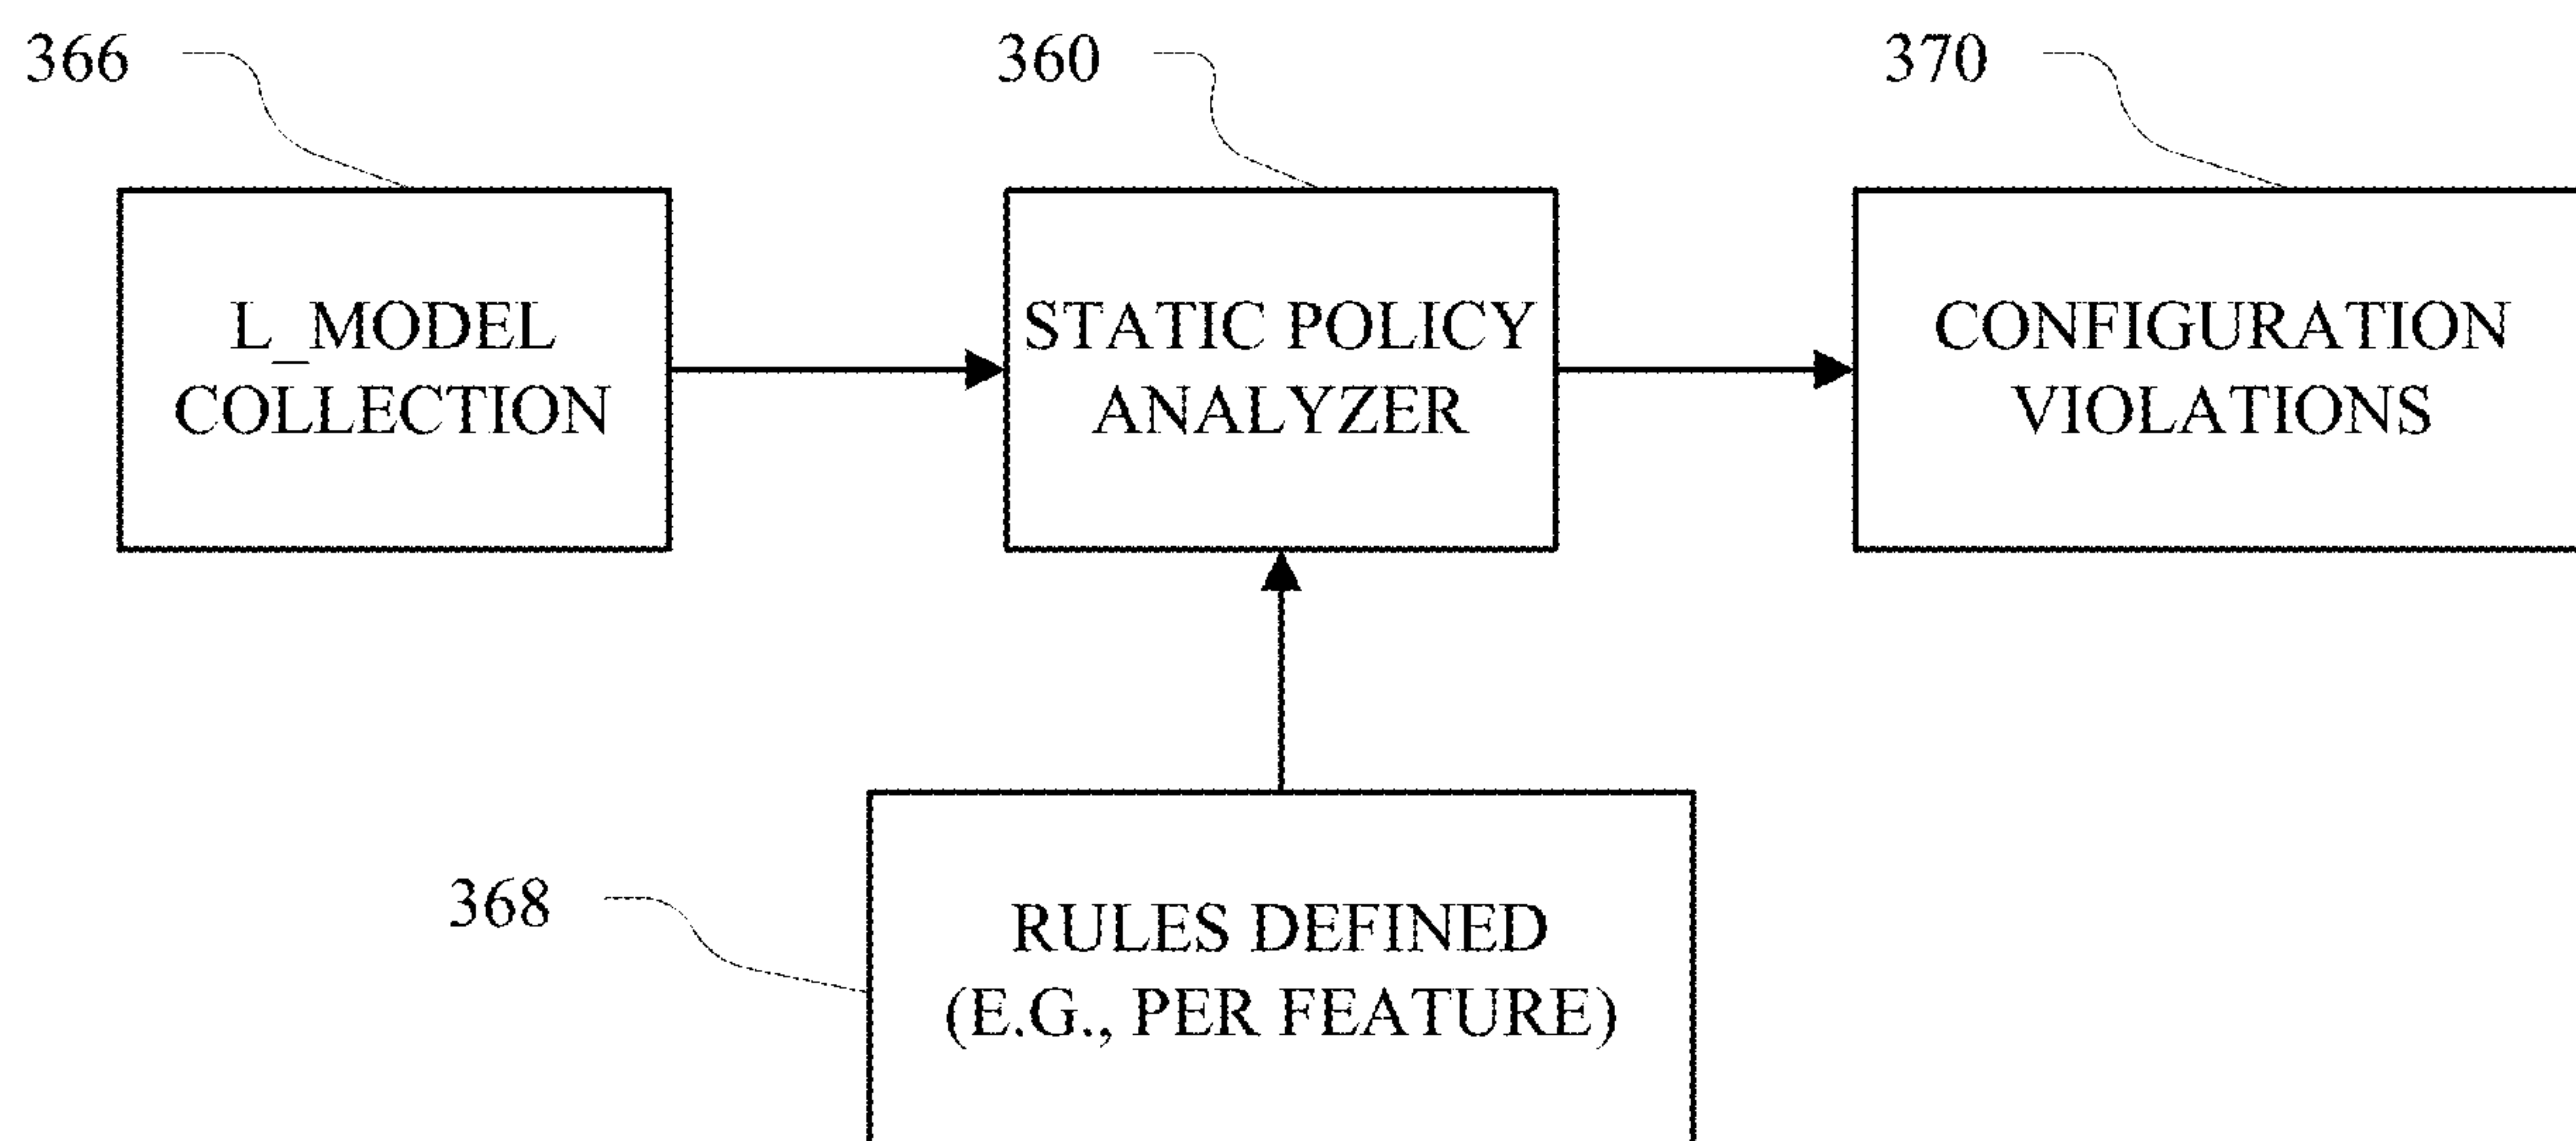 366
360
370
L_MODEL
COLLECTION
STATIC POLICY
ANALYZER
CONFIGURATION
VIOLATIONS
368
RULES DEFINED
(E.G., PER FEATURE)